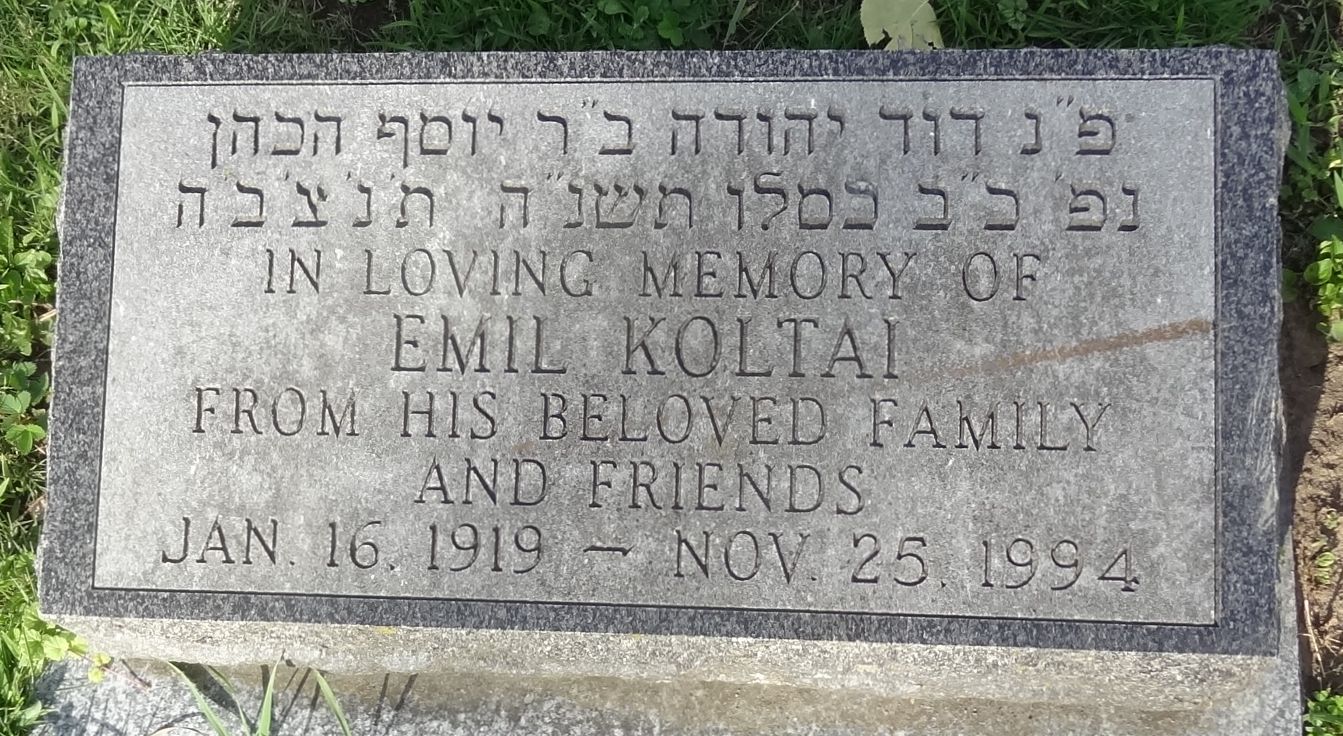 פ"נ דוד יהודה ב"ר יוסף הכהן
נפ' כ"ב כסלו תשנ"ה ת'נ'צ'ב'ה
IN LOVING MEMORY OF
EMIL KOLTAI
FROM HIS BELOVED FAMILY
AND FRIENDS
JAN. 16, 1919 – NOV. 25, 1994